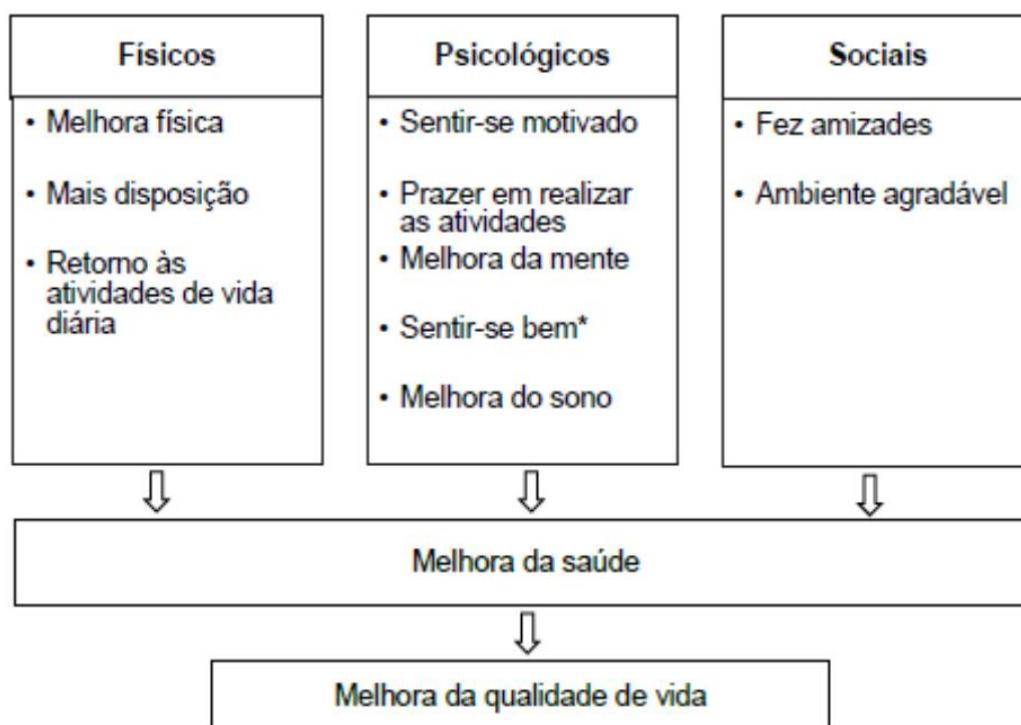 Físicos
• Melhora física
• Mais disposição
• Retorno às
atividades de vida
diária
Psicológicos
• Sentir-se motivado
• Prazer em realizar
as atividades
• Melhora da mente
• Sentir-se bem*
• Melhora do sono
Sociais
• Fez amizades
• Ambiente agradável
Melhora da saúde
Melhora da qualidade de vida